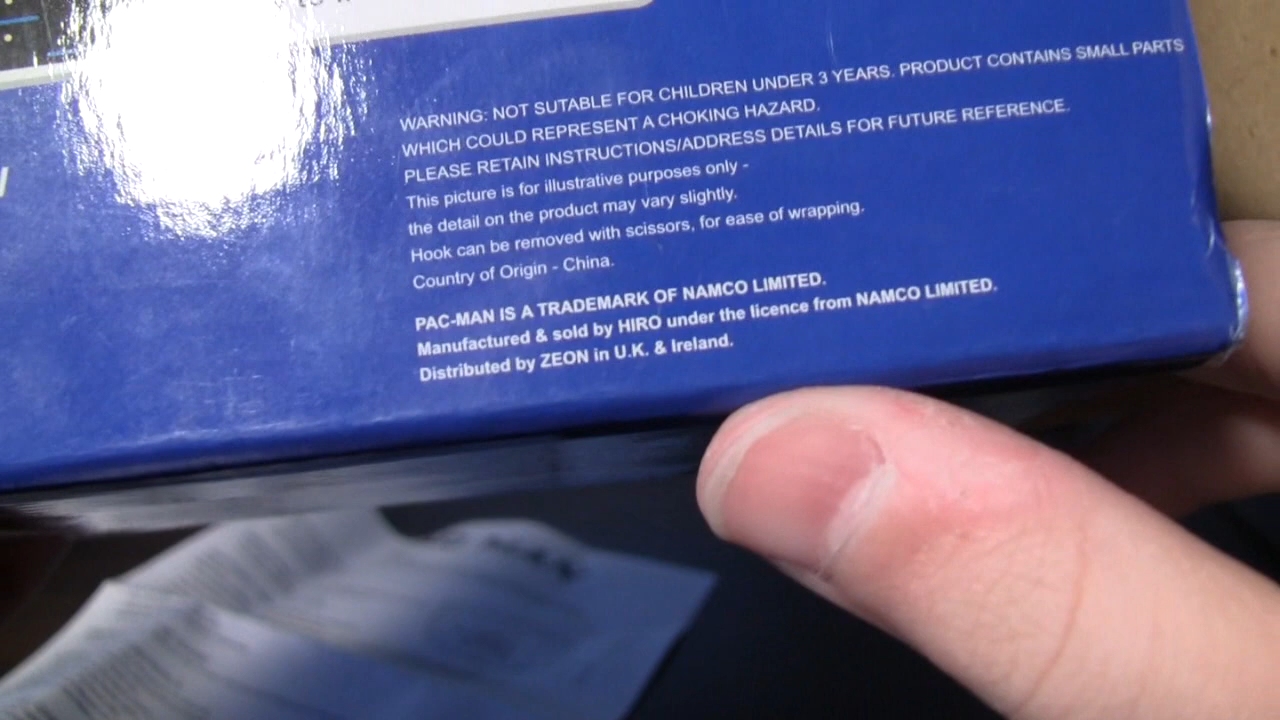 WARNING: NOT SUTABLE FOR CHILDREN UNDER 3 YEARS. PRODUCT CONTAINS SMALL PARTS
WHICH COULD REPRESENT A CHOKING HAZARD.
PLEASE RETAIN INSTRUCTIONS/ADDRESS DETAILS FOR FUTURE REFERENCE.
This picture is for illustrative purposes only -
the detail on the product may vary slightly.
Hook can be removed with scissors, for ease of wrapping.
Country of Origin - China.
PAC-MAN IS A TRADEMARK OF NAMCO LIMITED.
Manufactured & sold by HIRO under the licence from NAMCO LIMITED.
Distributed by ZEON in U.K. & Ireland.